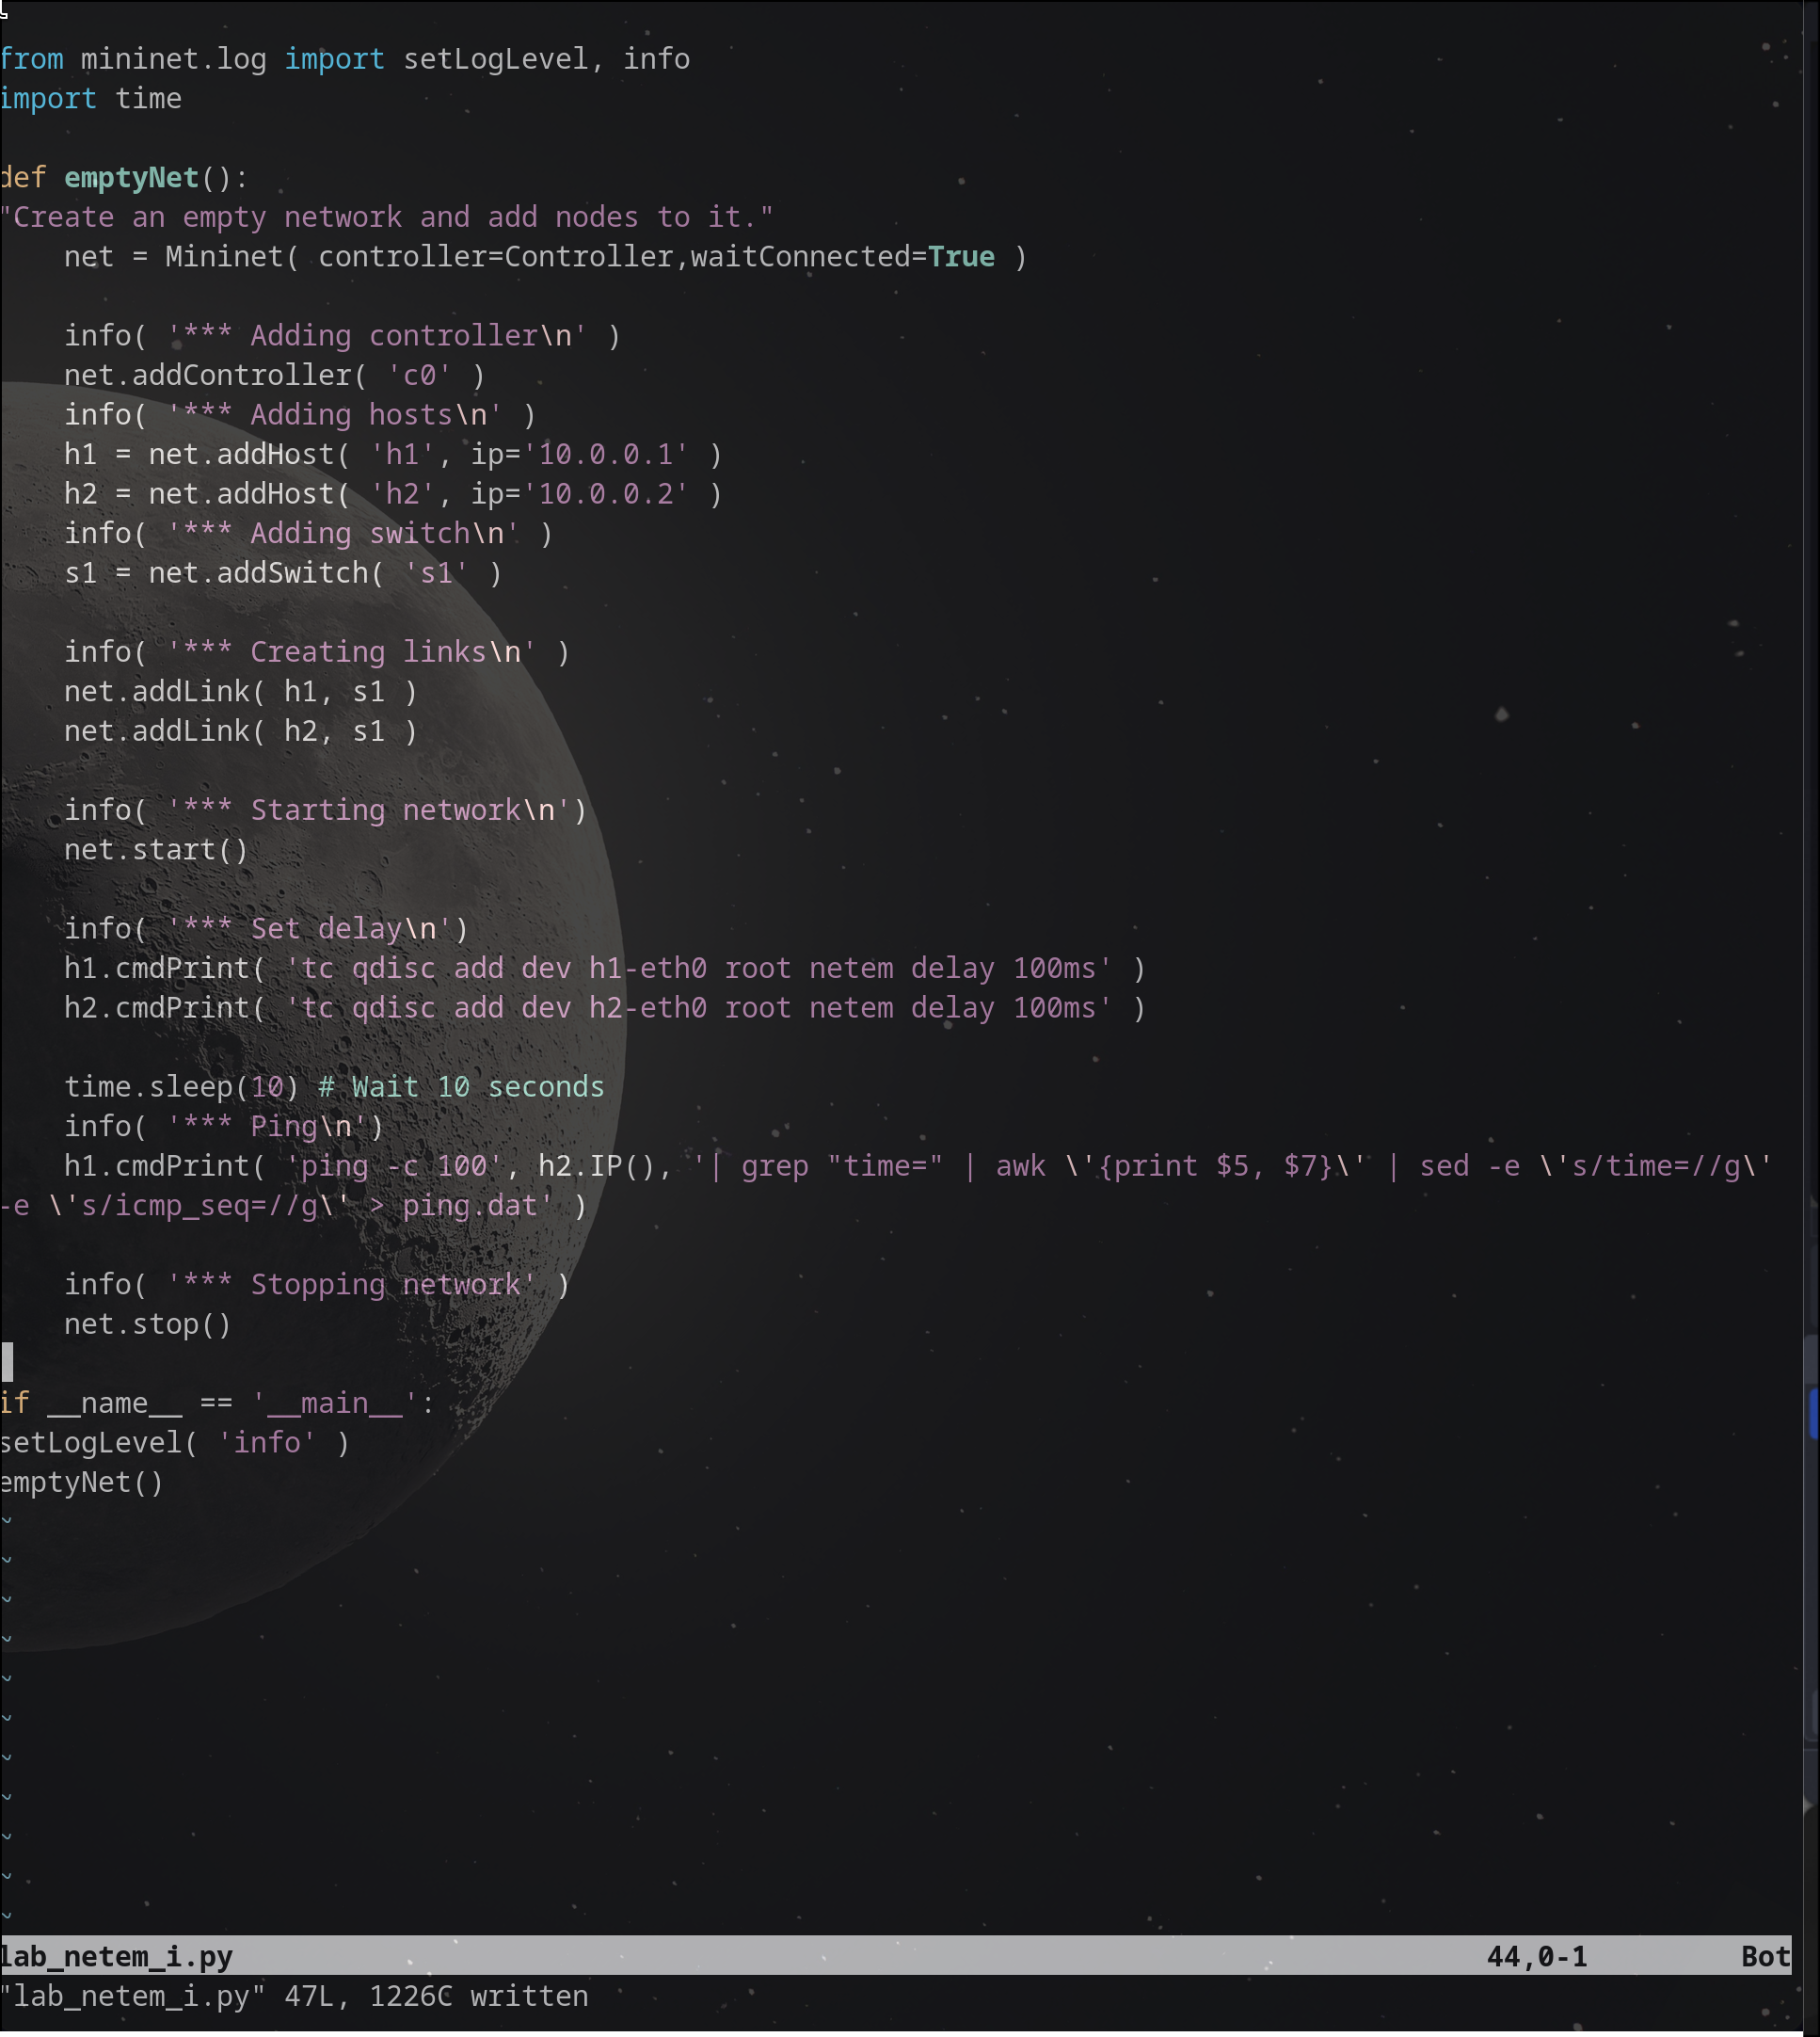 from mininet.log import setLogLevel, info
import time
def emptyNet():
"Create an empty network and add nodes to it."
    net = Mininet( controller=Controller,waitConnected=True )
    info( '*** Adding controller\n' )
    net.addController( 'c0' )
    info( '*** Adding hosts\n' )
    h1 = net.addHost( 'h1', ip='10.0.0.1' )
    h2 = net.addHost( 'h2', ip='10.0.0.2' )
    info( '*** Adding switch\n' )
    s1 = net.addSwitch( 's1' )
    info( '*** Creating links\n' )
    net.addLink( h1, s1 )
    net.addLink( h2, s1 )
    info( '*** Starting network\n')
    net.start()
    info( '*** Set delay\n')
    h1.cmdPrint( 'tc qdisc add dev h1-eth0 root netem delay 100ms' )
    h2.cmdPrint( 'tc qdisc add dev h2-eth0 root netem delay 100ms' )
    time.sleep(10) # Wait 10 seconds
    info( '*** Ping\n')
    h1.cmdPrint( 'ping -c 100', h2.IP(), '| grep "time=" | awk \'{print $5, $7}\' | sed -e \'s/time=//g\'
-e \'s/icmp_seq=//g\' > ping.dat' )
    info( '*** Stopping network' )
    net.stop()
if __name__ == '__main__':
setLogLevel( 'info' )
emptyNet()
~
~
~
~
~
~
~
~
~
~
~
lab_netem_i.py 44,0-1 Bot
"lab_netem_i.py" 47L, 1226C written